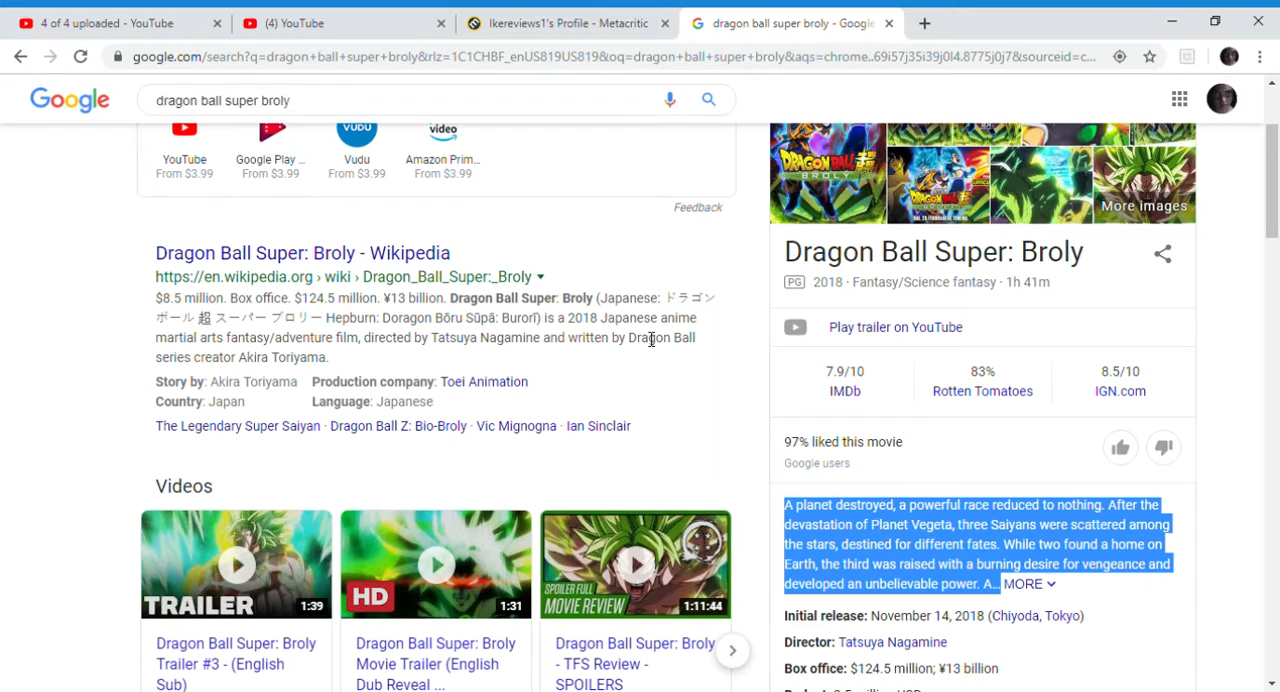 4 of 4 uploaded - YouTube
(4) YouTube
Ikereviews1's Profile - Metacritic
dragon ball super broly - Google
google.com/search?q=dragon+ball+super+broly&rlz=1C1CHBF_enUS819US819&oq=dragon+ball+super+broly&aqs=chrome..69i57j35i39j0l4.8775j0j7&sourceid=c...
Google
dragon ball super broly
YouTube
From $3.99
Google Play ...
From $3.99
VUDU
Vudu
From $3.99
video
Amazon Prim...
From $3.99
Feedback
Dragon Ball Super: Broly - Wikipedia
https://en.wikipedia.org › wiki › Dragon_Ball_Super:_Broly
$8.5 million. Box office. $124.5 million. ¥13 billion. Dragon Ball Super: Broly (Japanese: ドラゴン
ボール 超 スーパー ブロリー Hepburn: Doragon Bōru Sūpā: Burorī) is a 2018 Japanese anime
martial arts fantasy/adventure film, directed by Tatsuya Nagamine and written by Dragon Ball
series creator Akira Toriyama.
Story by: Akira Toriyama Production company: Toei Animation
Country: Japan Language: Japanese
The Legendary Super Saiyan · Dragon Ball Z: Bio-Broly · Vic Mignogna · Ian Sinclair
Videos
TRAILER
1:39
HD
1:31
SPOILER FULL
MOVIE REVIEW
1:11:44
Dragon Ball Super: Broly
Trailer #3 - (English
Sub)
Dragon Ball Super: Broly
Movie Trailer (English
Dub Reveal ...
Dragon Ball Super: Broly
- TFS Review -
SPOILERS
DRAGONBALL超
More images
Dragon Ball Super: Broly
PG 2018 · Fantasy/Science fantasy · 1h 41m
Play trailer on YouTube
7.9/10
IMDb
83%
Rotten Tomatoes
8.5/10
IGN.com
97% liked this movie
Google users
A planet destroyed, a powerful race reduced to nothing. After the
devastation of Planet Vegeta, three Saiyans were scattered among
the stars, destined for different fates. While two found a home on
Earth, the third was raised with a burning desire for vengeance and
developed an unbelievable power. A... MORE
Initial release: November 14, 2018 (Chiyoda, Tokyo)
Director: Tatsuya Nagamine
Box office: $124.5 million; ¥13 billion